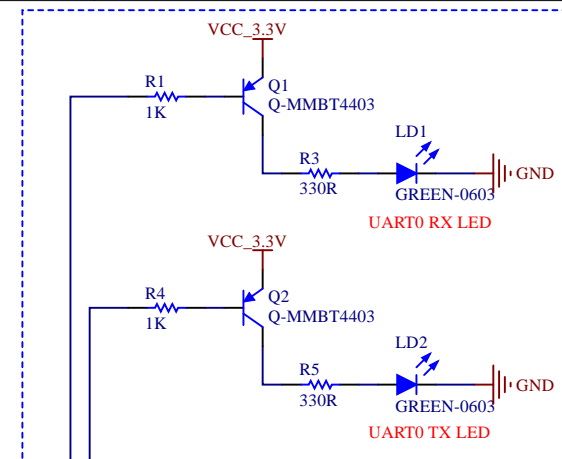 VCC_3.3V
R1
1K
Q1
Q-MMBT4403
R3
330R
LD1
GREEN-0603
GND
UART0 RX LED
VCC_3.3V
R4
1K
Q2
Q-MMBT4403
R5
330R
LD2
GREEN-0603
GND
UART0 TX LED